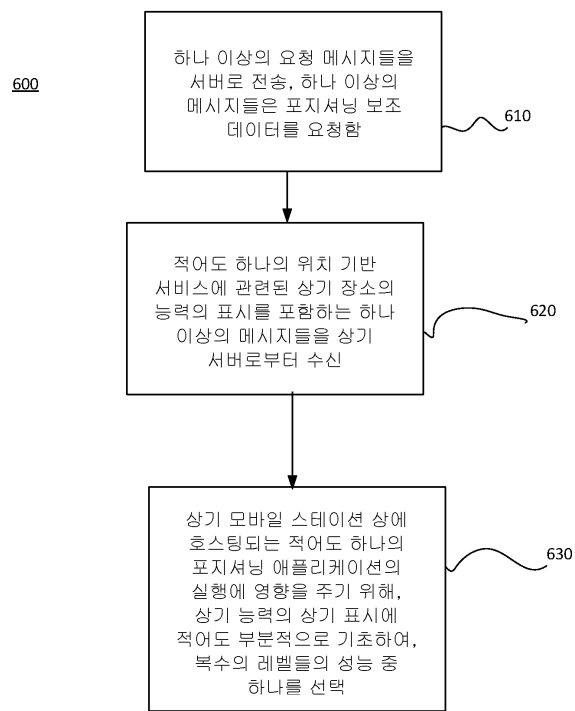 600
하나 이상의 요청 메시지들을
서버로 전송, 하나 이상의
메시지들은 포지셔닝 보조
데이터를 요청함
610
적어도 하나의 위치 기반
서비스에 관련된 상기 장소의
능력의 표시를 포함하는 하나
이상의 메시지들을 상기
서버로부터 수신
620
상기 모바일 스테이션 상에
호스팅되는 적어도 하나의
포지셔닝 애플리케이션의
실행에 영향을 주기 위해,
상기 능력의 상기 표시에
적어도 부분적으로 기초하여,
복수의 레벨들의 성능 중
하나를 선택
630